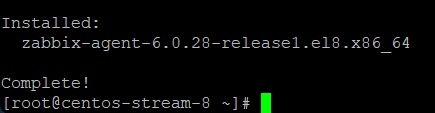 Installed:
zabbix-agent-6.0.28-release1.el8.x86_64
Complete!
[root@centos-stream-8 ~]#